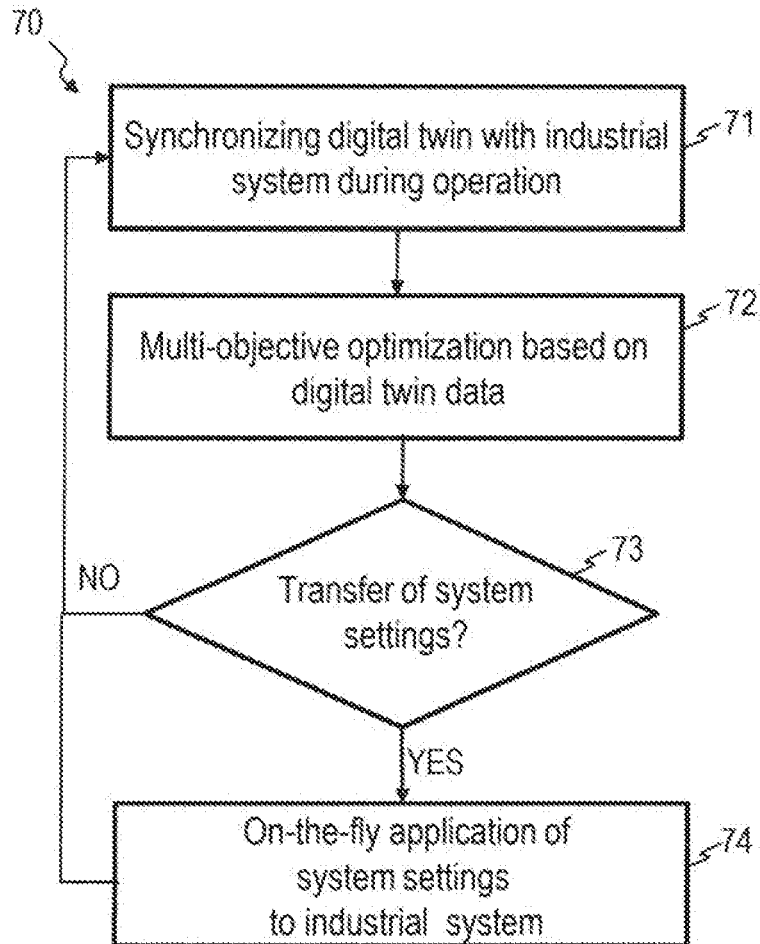 70
Synchronizing digital twin with industrial
system during operation
71
Multi-objective optimization based on
digital twin data
72
Transfer of system
settings?
73
NO
YES
On-the-fly application of
system settings
to industrial system
74